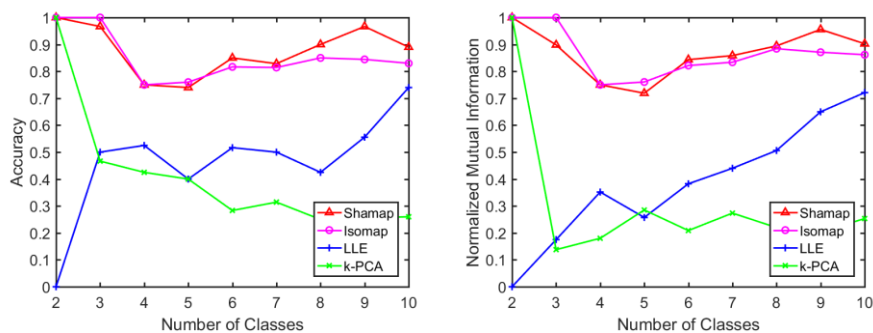 1
0.9
0.8
0.7
0.6
0.5
0.4
0.3
0.2
0.1
0
Accuracy
Shamap
Isomap
LLE
k-PCA
2 3 4 5 6 7 8 9 10
Number of Classes
1
0.9
0.8
0.7
0.6
0.5
0.4
0.3
0.2
0.1
0
Normalized Mutual Information
Shamap
Isomap
LLE
k-PCA
2 3 4 5 6 7 8 9 10
Number of Classes